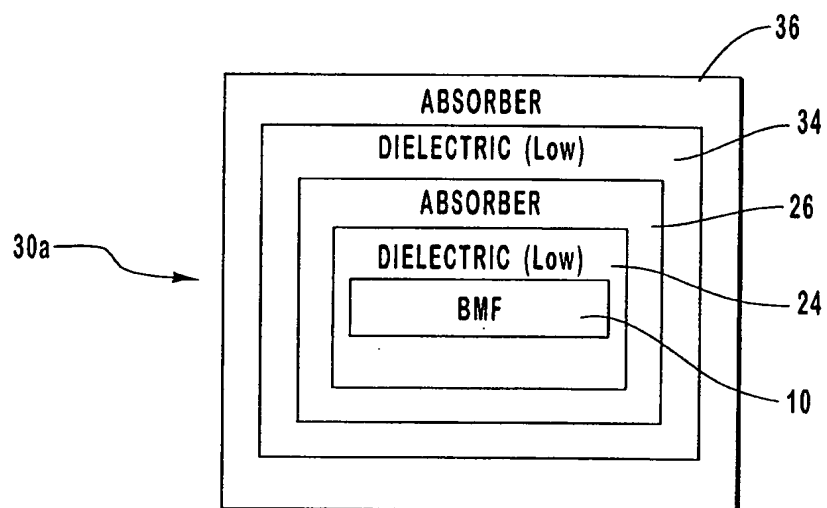 36
ABSORBER
34
DIELECTRIC (Low)
ABSORBER
26
30a
DIELECTRIC (Low)
24
BMF
10